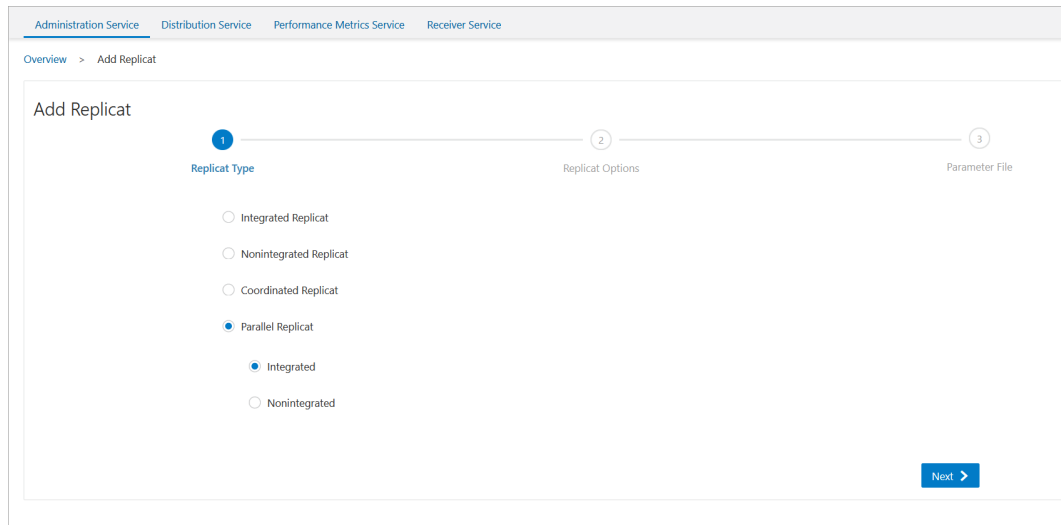 Administration Service Distribution Service Performance Metrics Service Receiver Service
Overview > Add Replicat
Add Replicat
1 2 3
Replicat Type Replicat Options Parameter File
Integrated Replicat
Nonintegrated Replicat
Coordinated Replicat
Parallel Replicat
Integrated
Nonintegrated
Next